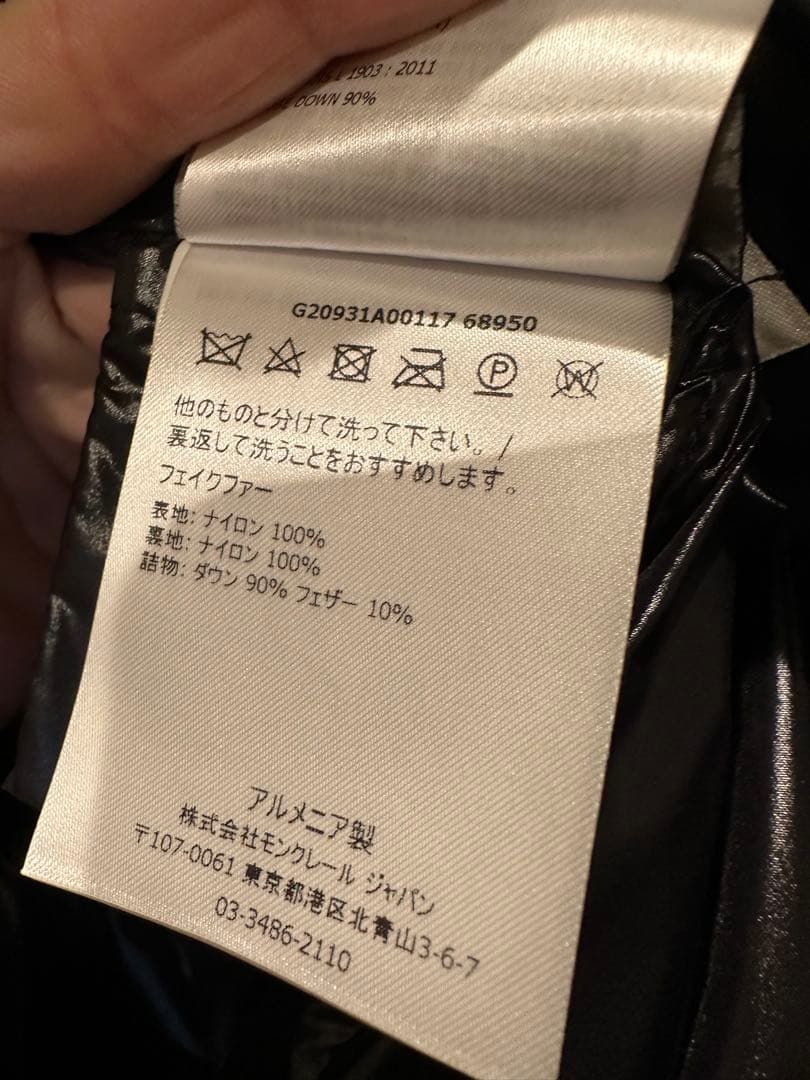 1903 : 2011
DOWN 90%
G20931A00117 68950
P W
他のものと分けて洗って下さい。/
裏返して洗うことをおすすめします。
フェイクファー
表地: ナイロン 100%
裏地: ナイロン 100%
詰物: ダウン 90% フェザー 10%
アルメニア製
株式会社モンクレール ジャパン
〒107-0061 東京都港区北青山3-6-7
03-3486-2110